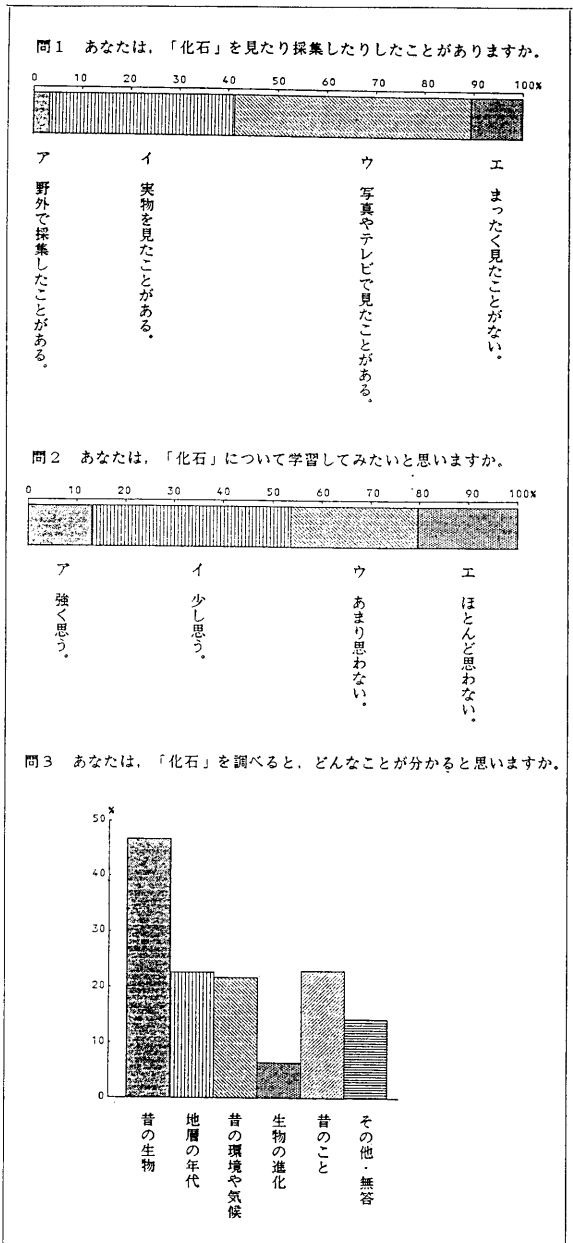 問1 あなたは,「化石」を見たり採集したりしたことがありますか。
0 10 20 30 40 50 60 70 80 90 100%
ア 野外で採集したことがある。
イ 実物を見たことがある。
ウ 写真やテレビで見たことがある。
エ まったく見たことがない。
問2 あなたは,「化石」について学習してみたいと思いますか。
0 10 20 30 40 50 60 70 80 90 100%
ア 強く思う。
イ 少し思う。
ウ あまり思わない。
エ ほとんど思わない。
問3 あなたは,「化石」を調べると,どんなことが分かると思いますか。
%
50
40
30
20
10
0
昔の生物
地層の年代
昔の環境や気候
生物の進化
昔のこと
その他・無答